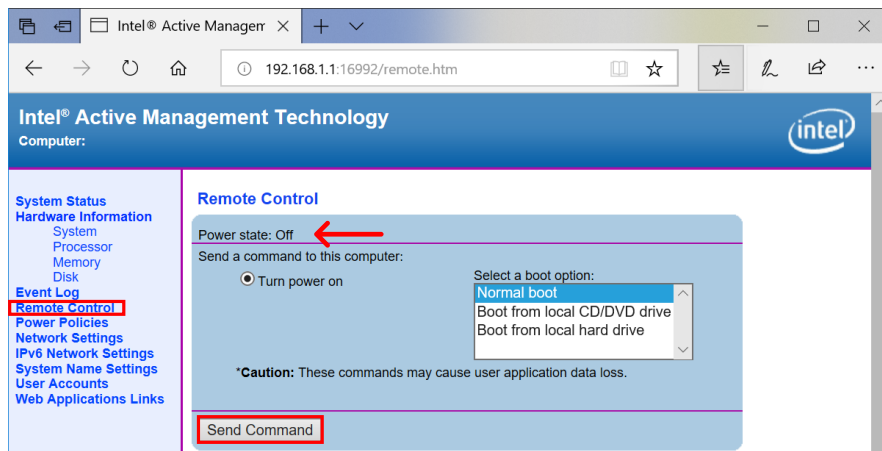 Intel® Active Managem
192.168.1.1:16992/remote.htm
Intel® Active Management Technology
Computer:
intel
System Status
Hardware Information
System
Processor
Memory
Disk
Event Log
Remote Control
Power Policies
Network Settings
IPv6 Network Settings
System Name Settings
User Accounts
Web Applications Links
Remote Control
Power state: Off
Send a command to this computer:
Turn power on
Select a boot option:
Normal boot
Boot from local CD/DVD drive
Boot from local hard drive
*Caution: These commands may cause user application data loss.
Send Command